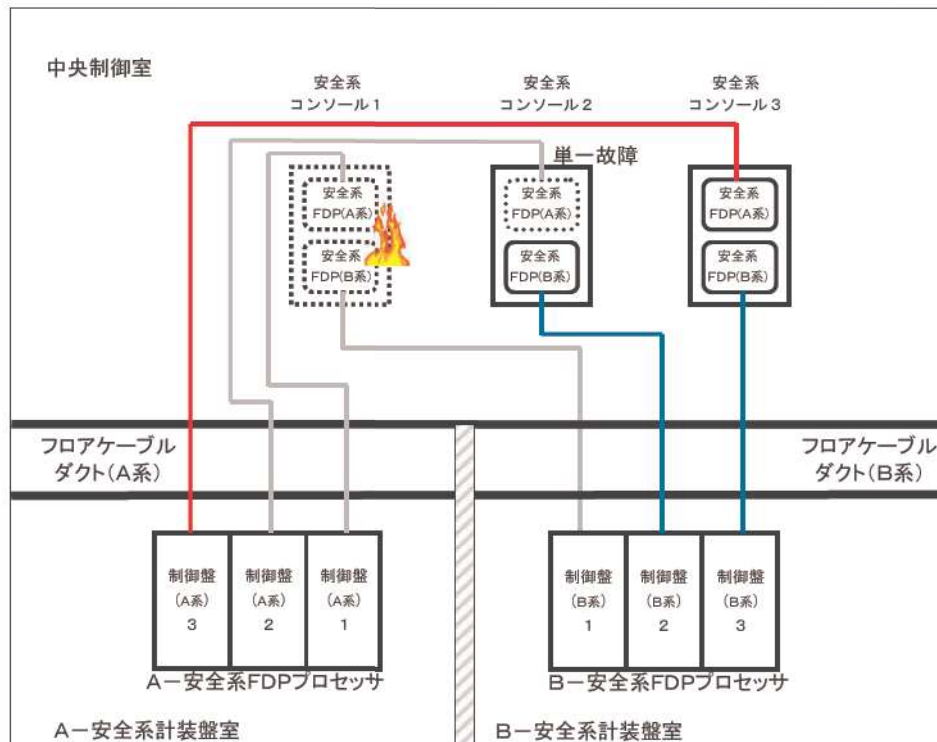 中央制御室
安全系
コンソール1
安全系
コンソール2
安全系
コンソール3
単一故障
安全系
FDP(A系)
安全系
FDP(B系)
安全系
FDP(A系)
安全系
FDP(B系)
安全系
FDP(A系)
安全系
FDP(B系)
フロアケーブル
ダクト(A系)
フロアケーブル
ダクト(B系)
制御盤
(A系)
3
制御盤
(A系)
2
制御盤
(A系)
1
制御盤
(B系)
1
制御盤
(B系)
2
制御盤
(B系)
3
A-安全系FDPプロセッサ
B-安全系FDPプロセッサ
A-安全系計装盤室
B-安全系計装盤室